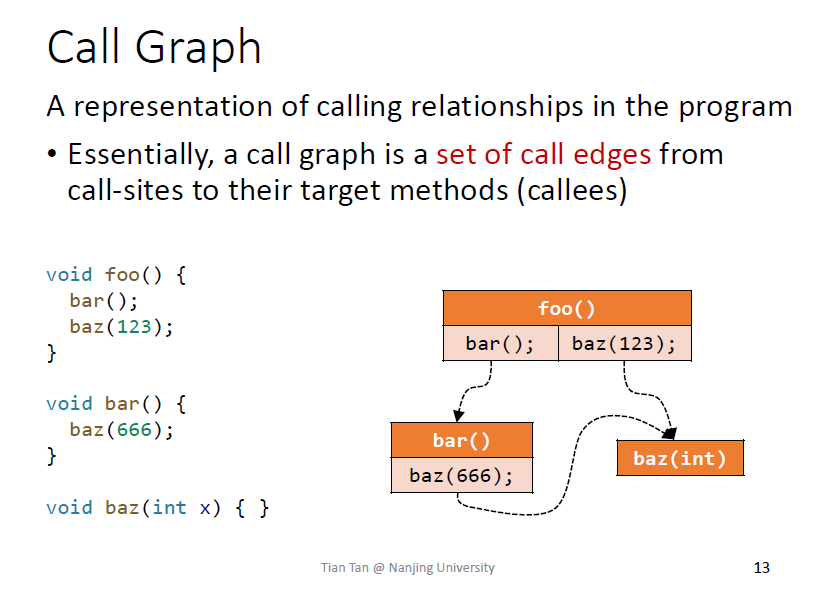 Call Graph
A representation of calling relationships in the program
• Essentially, a call graph is a set of call edges from
call-sites to their target methods (callees)
void foo() {
  bar();
  baz(123);
}
void bar() {
  baz(666);
}
void baz(int x) { }
foo()
bar(); baz(123);
bar()
baz(666);
baz(int)
Tian Tan @ Nanjing University
13